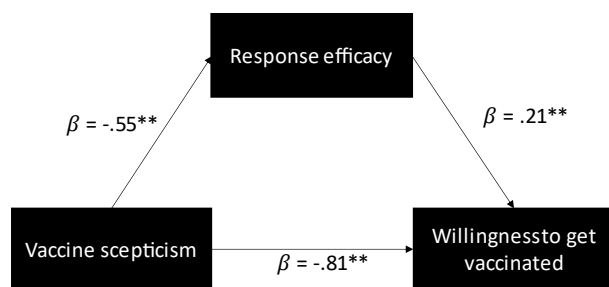 Response efficacy
β = -.55**
β = .21**
Vaccine scepticism
β = -.81**
Willingnessto get
vaccinated